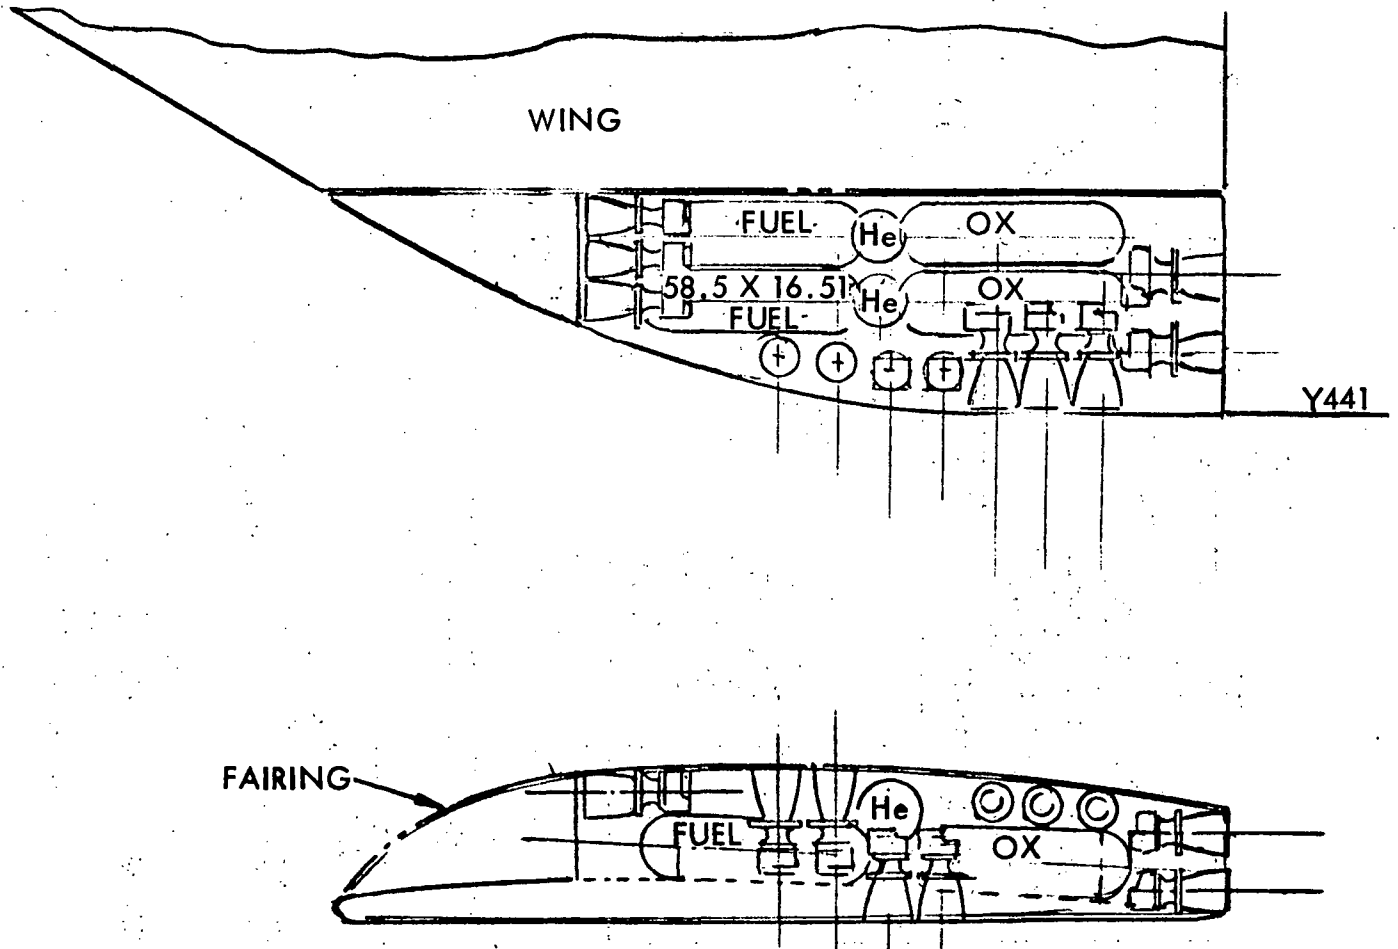 WING
FUEL
He
OX
58.5 X 16.51
He
OX
FUEL
Y441
FAIRING
He
FUEL
OX